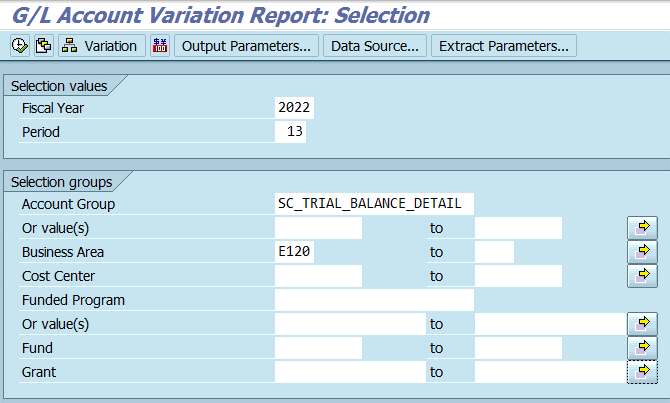 G/L Account Variation Report: Selection
Variation Output Parameters... Data Source... Extract Parameters...
Selection values
Fiscal Year 2022
Period 13
Selection groups
Account Group SC_TRIAL_BALANCE_DETAIL
Or value(s) to
Business Area E120 to
Cost Center to
Funded Program
Or value(s) to
Fund to
Grant to